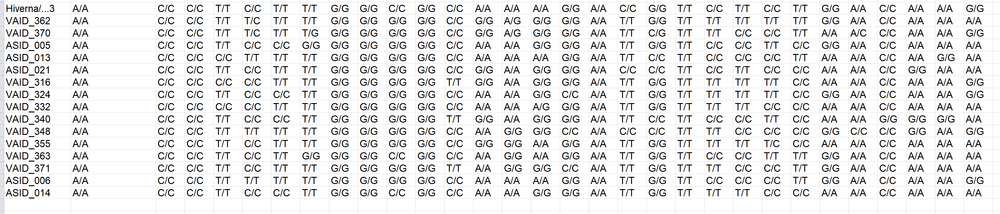 Hiverna/...3 A/A C/C C/C T/T C/C T/T T/T G/G G/G C/C G/G C/C A/A A/A A/A G/G A/A C/C G/G T/T C/C T/T C/C T/T G/G A/A C/C A/A A/A G/G
VAID_362 A/A C/C C/C T/T T/C T/T T/T G/G G/G G/G G/G C/C G/G A/G G/G G/G A/A T/T G/G T/T T/T T/T T/T T/T G/G A/A C/C A/A A/A A/A
VAID_370 A/A C/C C/C T/T T/C T/T T/G G/G G/G G/G G/G C/C G/G A/G G/G G/G A/A T/T C/G T/T T/T C/C C/C T/T A/A A/C C/C A/A A/A G/G
ASID_005 A/A C/C C/C T/T C/C C/C G/G G/G G/G G/G G/G C/C A/A A/A G/G G/G A/A T/T G/G T/T C/C C/C T/T C/C G/G A/A C/C A/A A/A A/A
ASID_013 A/A C/C C/C C/C T/T T/T T/T G/G G/G G/G G/G C/C A/A A/A A/A G/G A/A T/T C/C T/T C/C C/C C/C T/T A/A A/A C/C A/A G/G A/A
ASID_021 A/A C/C C/C T/T C/C T/T T/T G/G G/G G/G G/G C/C G/G A/A G/G G/G A/A C/C C/C T/T C/C T/T C/C C/C A/A A/A C/C G/G A/A A/A
VAID_316 A/A C/C C/C C/C C/C T/T T/T G/G G/G G/G G/G T/T G/G A/A G/G G/G A/A T/T G/G T/T T/T T/T T/T C/C A/A A/A C/C A/A A/A G/G
VAID_324 A/A C/C C/C T/T C/C C/C T/T G/G G/G G/G G/G C/C A/A A/A G/G C/C A/A T/T G/G T/T T/T T/T T/T C/C G/G A/A C/C A/A A/A G/G
VAID_332 A/A C/C C/C C/C C/C T/T T/T G/G G/G G/G G/G C/C A/A A/A A/G G/G A/A T/T G/G T/T T/T T/T C/C C/C A/A A/A C/C A/A A/A A/A
VAID_340 A/A C/C C/C T/T C/C C/C T/T G/G G/G G/G G/G T/T G/G A/A G/G G/G A/A T/T C/C T/T C/C C/C T/T C/C A/A A/A G/G G/G G/G A/A
VAID_348 A/A C/C C/C T/T T/T T/T T/T G/G G/G G/G G/G C/C A/A G/G G/G C/C A/A C/C C/C T/T T/T C/C C/C C/C G/G C/C C/C G/G A/A G/G
VAID_355 A/A C/C C/C T/T C/C T/T T/T G/G G/G G/G G/G C/C G/G G/G A/A G/G A/A T/T G/G T/T T/T T/T T/C C/C A/A A/A C/C A/A A/A A/A
VAID_363 A/A C/C C/C T/T C/C T/T G/G G/G G/G C/C G/G C/C A/A G/G A/A G/G A/A T/T G/G T/T C/C C/C T/T T/T G/G A/A C/C A/A A/A A/A
VAID_371 A/A C/C C/C T/T C/C T/T T/T G/G G/G G/G G/G T/T A/A G/G G/G C/C A/A T/T G/G T/T T/T C/C C/C T/T G/G A/A C/C A/A A/A A/A
ASID_006 A/A C/C C/C T/T T/T T/T T/T G/G G/G G/G G/G C/C A/A A/A A/A G/G A/A T/T G/G T/T C/C C/C C/C T/T G/G A/A C/C A/A A/A G/G
ASID_014 A/A C/C C/C T/T C/C C/C T/T G/G G/G C/C G/G C/C A/A A/A G/G G/G A/A T/T G/G T/T T/T T/T C/C C/C A/A A/A C/C A/A A/A A/A